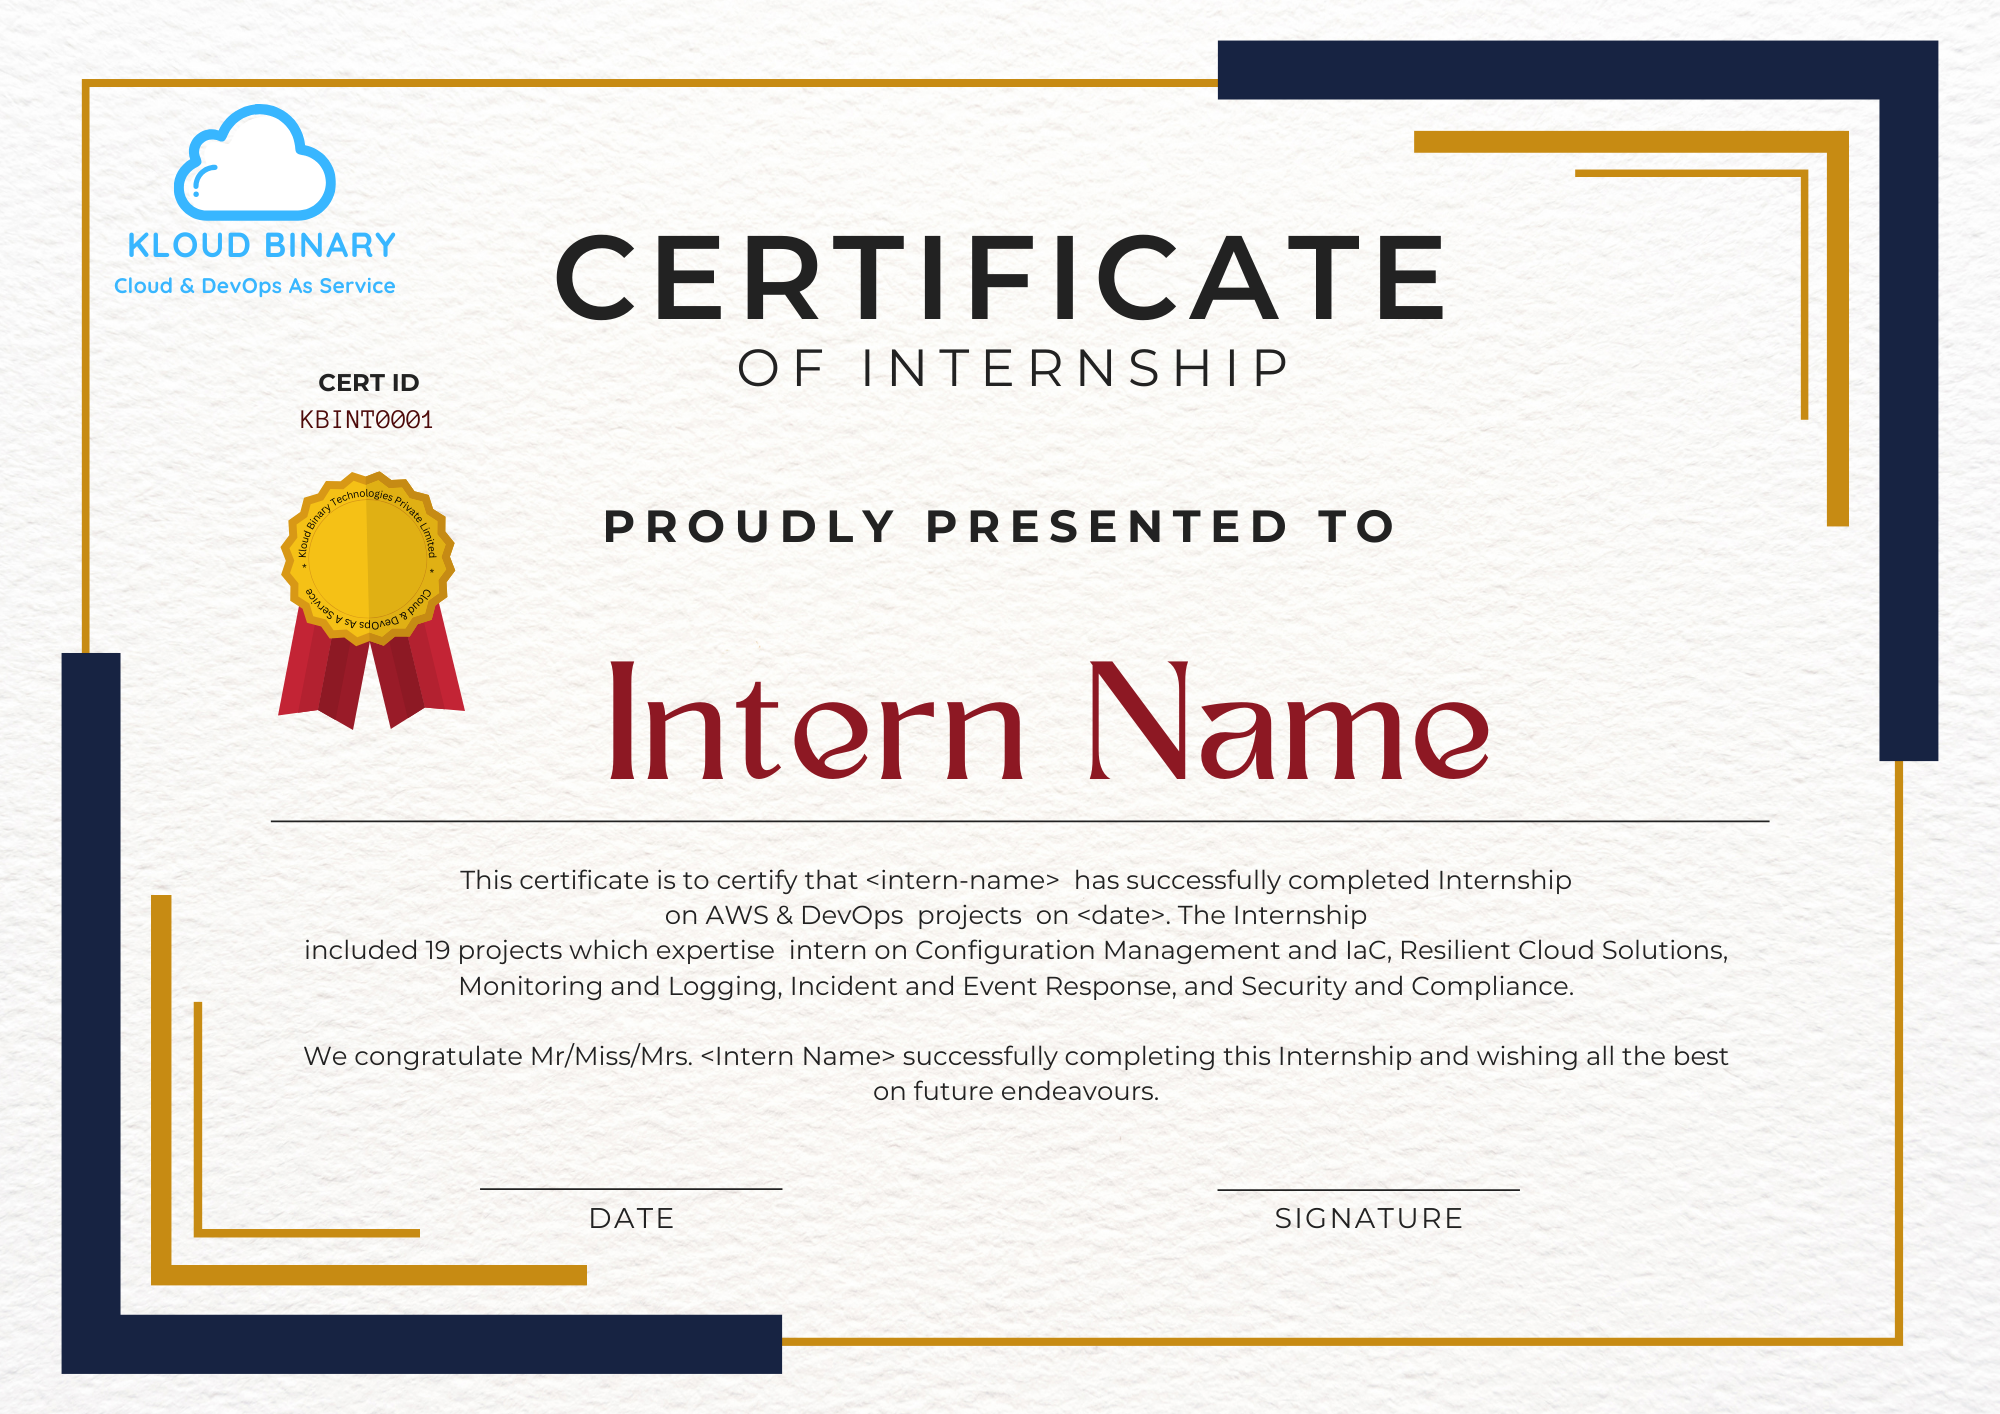 KLOUD BINARY
Cloud & DevOps As Service
CERTIFICATE
OF INTERNSHIP
CERT ID
KBINT0001
Kloud Binary Technologies Private Limited
* Cloud & DevOps As A Service *
PROUDLY PRESENTED TO
Intern Name
This certificate is to certify that <intern-name>  has successfully completed Internship
on AWS & DevOps  projects  on <date>. The Internship
included 19 projects which expertise  intern on Configuration Management and IaC, Resilient Cloud Solutions,
Monitoring and Logging, Incident and Event Response, and Security and Compliance.
We congratulate Mr/Miss/Mrs. <Intern Name> successfully completing this Internship and wishing all the best
on future endeavours.
DATE
SIGNATURE